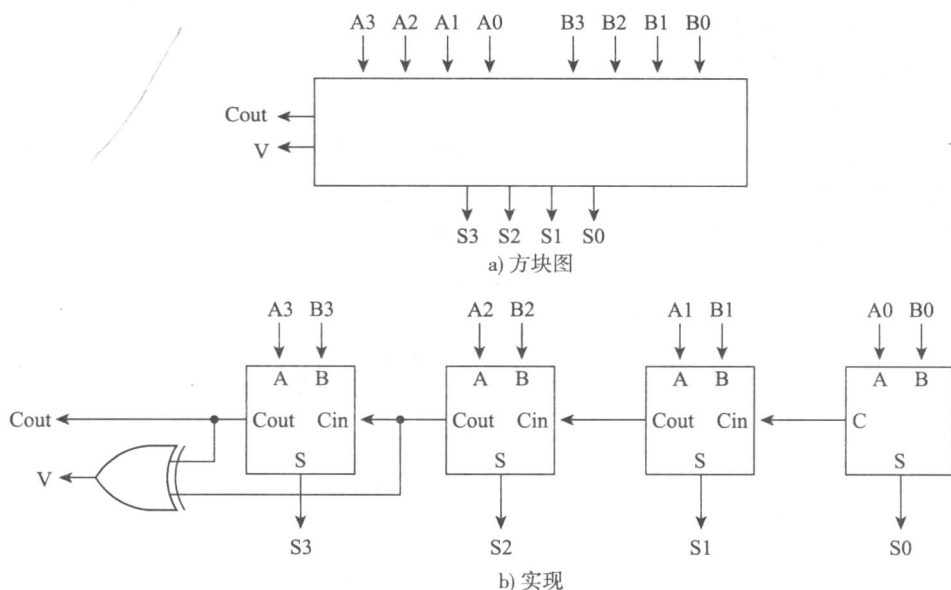 A3 A2 A1 A0 B3 B2 B1 B0
Cout
V
S3 S2 S1 S0
a) 方块图
A3 B3 A2 B2 A1 B1 A0 B0
A B A B A B A B
Cout Cout Cin Cout Cin Cout Cin C
S S S S
V
S3 S2 S1 S0
b) 实现